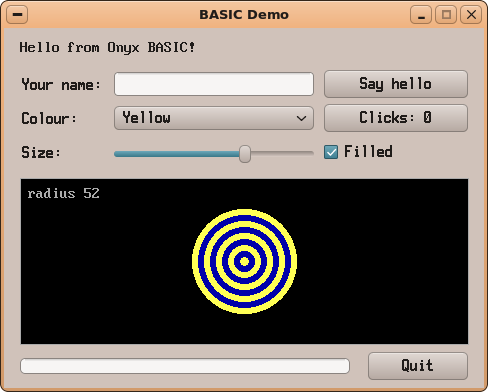 BASIC Demo
Hello from Onyx BASIC!
Your name:
Say hello
Colour:
Yellow
Clicks: 0
Size:
Filled
radius 52
Quit